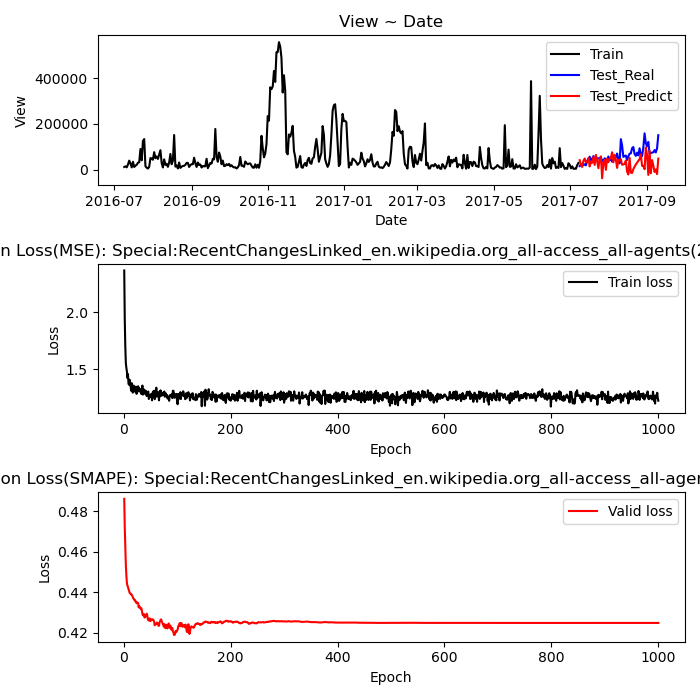 View ~ Date
Train
Test_Real
Test_Predict
400000
200000
0
View
2016-07 2016-09 2016-11 2017-01 2017-03 2017-05 2017-07 2017-09
Date
n Loss(MSE): Special:RecentChangesLinked_en.wikipedia.org_all-access_all-agents(2
Train loss
2.0
1.5
Loss
0 200 400 600 800 1000
Epoch
on Loss(SMAPE): Special:RecentChangesLinked_en.wikipedia.org_all-access_all-agen
Valid loss
0.48
0.46
0.44
0.42
Loss
0 200 400 600 800 1000
Epoch